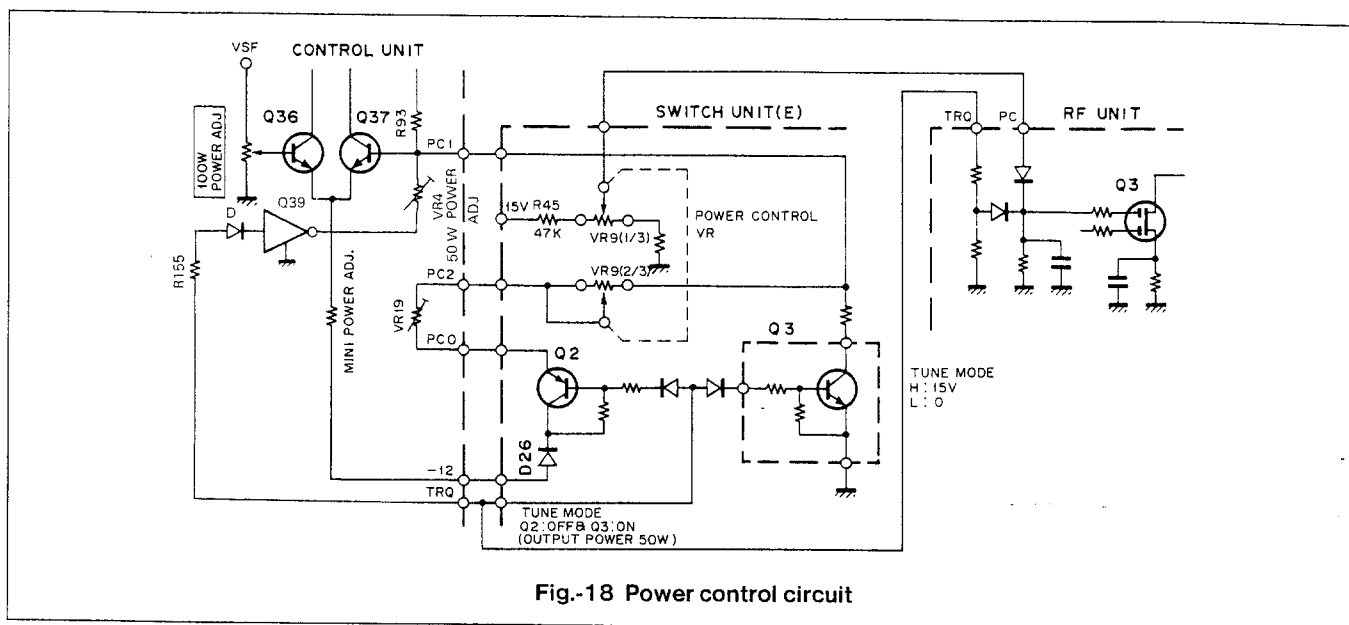 VSF
CONTROL UNIT
Q36
Q37
R93
100W
POWER ADJ
D
Q39
R155
MINI POWER ADJ.
VR4
50W POWER
ADJ
VR19
PC1
PC2
PC0
-12
TRQ
SWITCH UNIT(E)
15V
R45
47K
VR9(1/3)
POWER CONTROL
VR
VR9(2/3)
Q2
D26
Q3
TUNE MODE
Q2:OFF& Q3:ON
(OUTPUT POWER 50W)
TRQ
PC
RF UNIT
Q3
TUNE MODE
H:15V
L:0
Fig.-18 Power control circuit